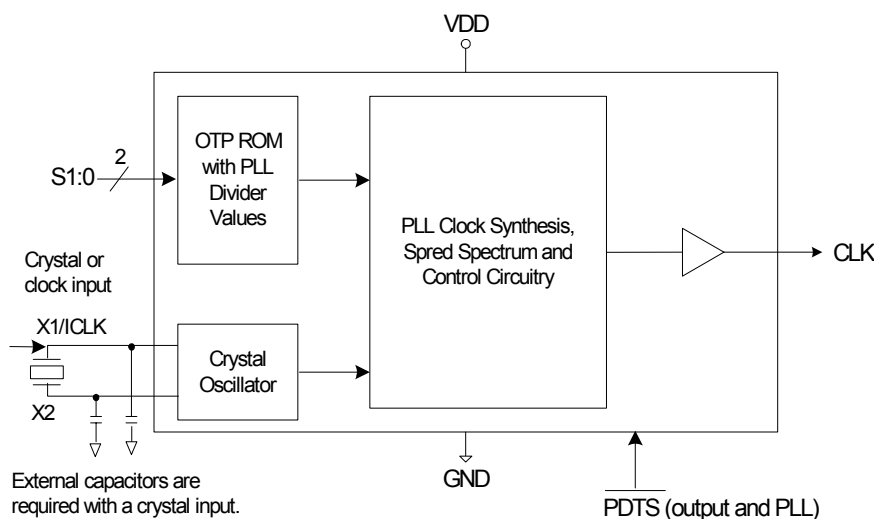 VDD
OTP ROM
with PLL
Divider
Values
2
S1:0
PLL Clock Synthesis,
Spred Spectrum and
Control Circuitry
CLK
Crystal or
clock input
X1/ICLK
Crystal
Oscillator
X2
GND
External capacitors are
required with a crystal input.
PDTS (output and PLL)